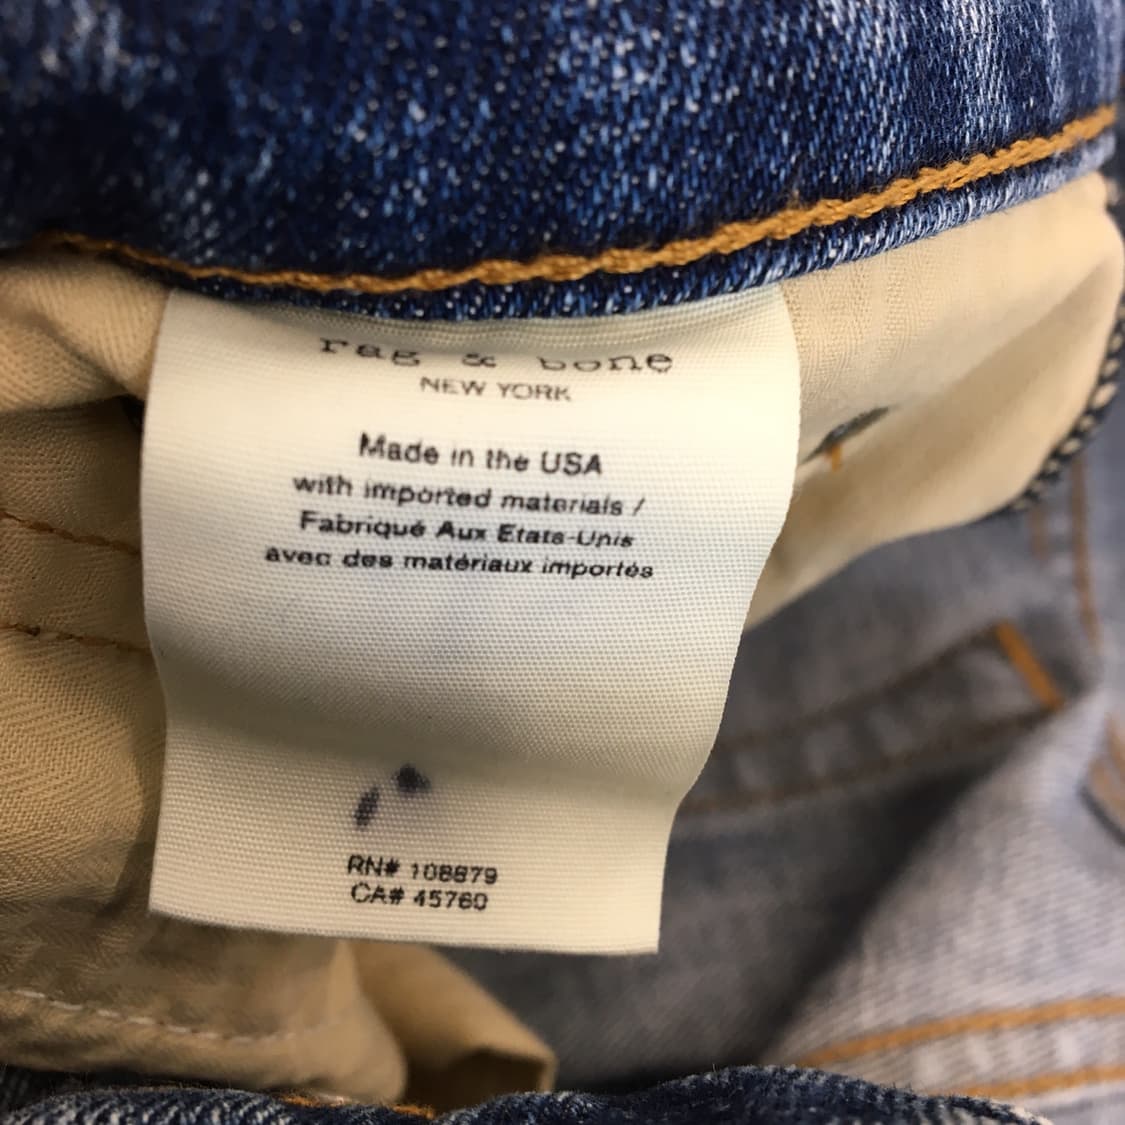 rag & bone
NEW YORK
Made in the USA
with imported materials /
Fabriqué Aux Etats-Unis
avec des matériaux importés
RN# 108879
CA# 45760